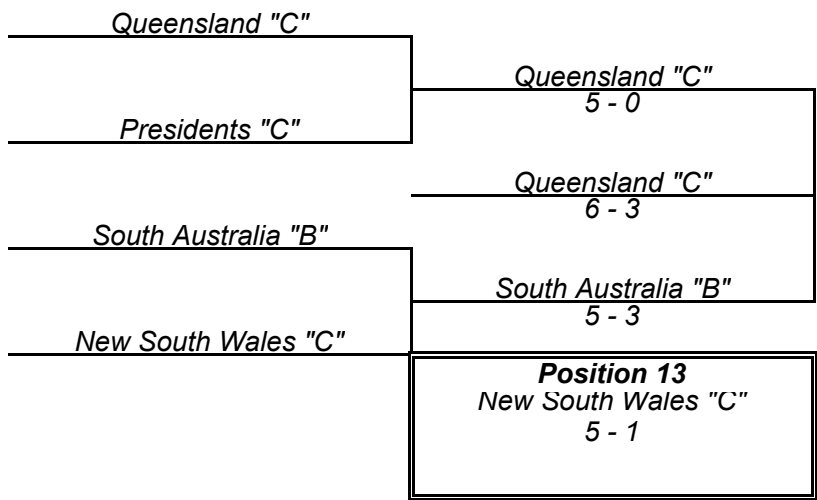 Queensland "C"
Queensland "C"
5 - 0
Presidents "C"
Queensland "C"
6 - 3
South Australia "B"
South Australia "B"
5 - 3
New South Wales "C"
Position 13
New South Wales "C"
5 - 1